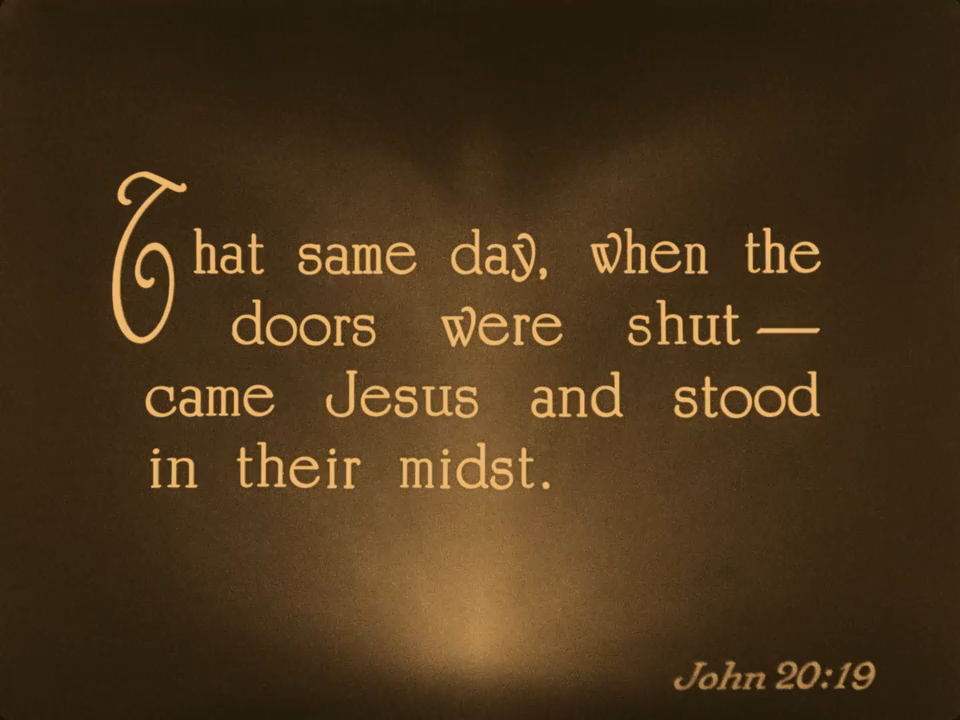 That same day, when the
doors were shut —
came Jesus and stood
in their midst.
John 20:19